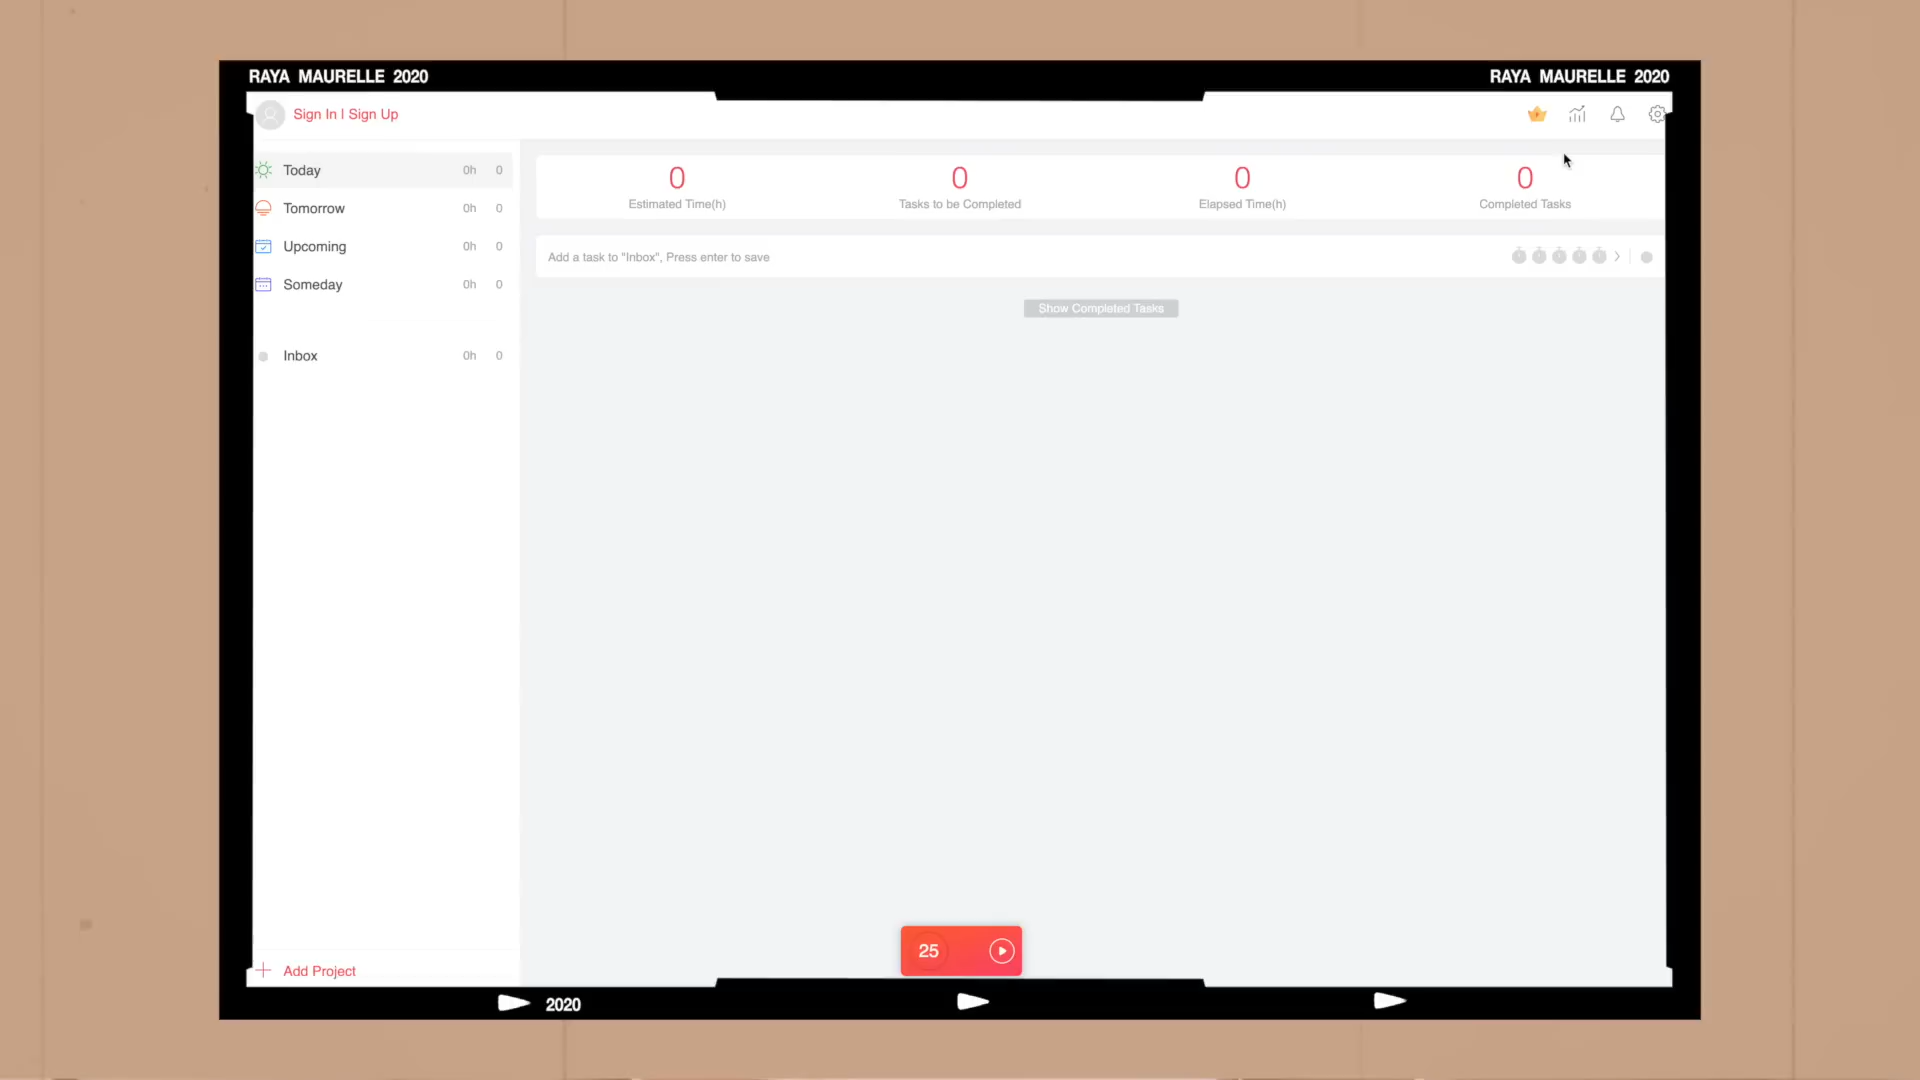 RAYA MAURELLE 2020
RAYA MAURELLE 2020
Sign In | Sign Up
Today 0h 0
Tomorrow 0h 0
Upcoming 0h 0
Someday 0h 0
Inbox 0h 0
Add Project
0
Estimated Time(h)
0
Tasks to be Completed
0
Elapsed Time(h)
0
Completed Tasks
Add a task to "Inbox", Press enter to save
Show Completed Tasks
25
2020